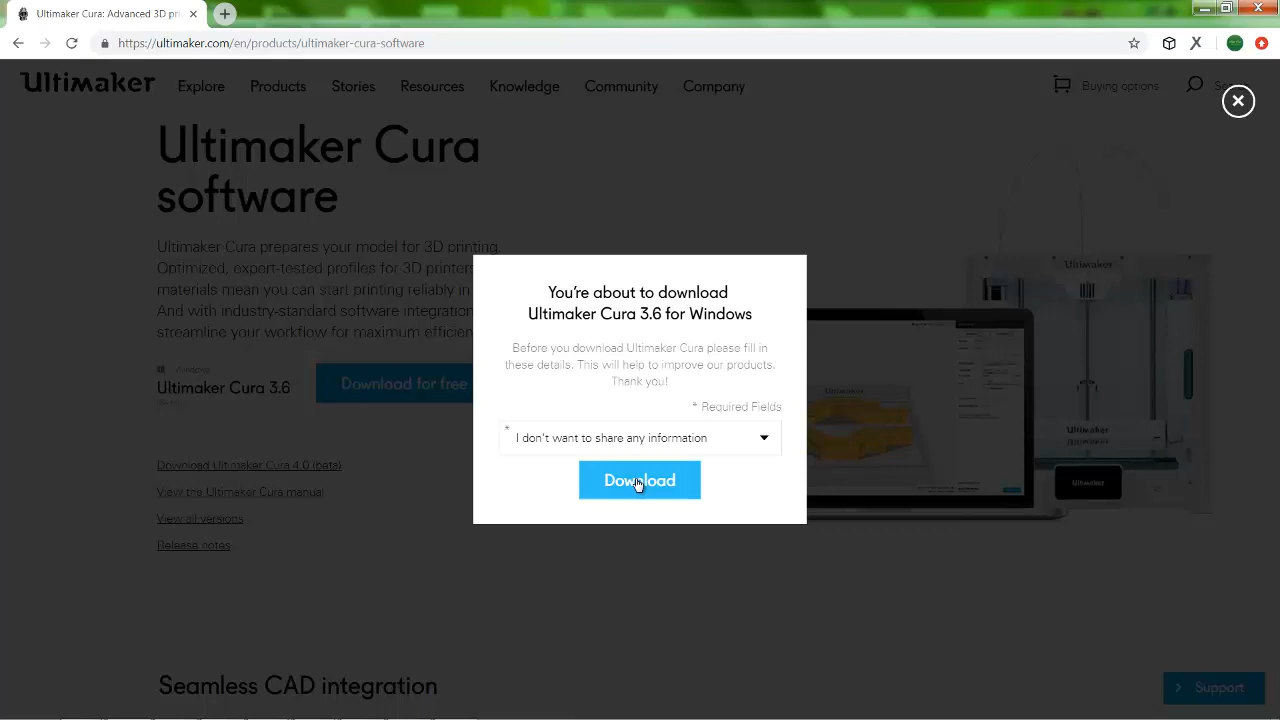 Ultimaker Cura: Advanced 3D pri
https://ultimaker.com/en/products/ultimaker-cura-software
Ultimaker Explore Products Stories Resources Knowledge Community Company Buying options
Ultimaker Cura
software
Ultimaker Cura prepares your model for 3D printing.
Optimized, expert-tested profiles for 3D printers
materials mean you can start printing reliably in
And with industry-standard software integration
streamline your workflow for maximum efficien
Windows
Ultimaker Cura 3.6
Download for free
Download Ultimaker Cura 4.0 (beta)
View the Ultimaker Cura manual
View all versions
Release notes
You're about to download
Ultimaker Cura 3.6 for Windows
Before you download Ultimaker Cura please fill in
these details. This will help to improve our products.
Thank you!
* Required Fields
* I don't want to share any information
Download
Ultimaker
Ultimaker
Ultimaker
Seamless CAD integration
Support